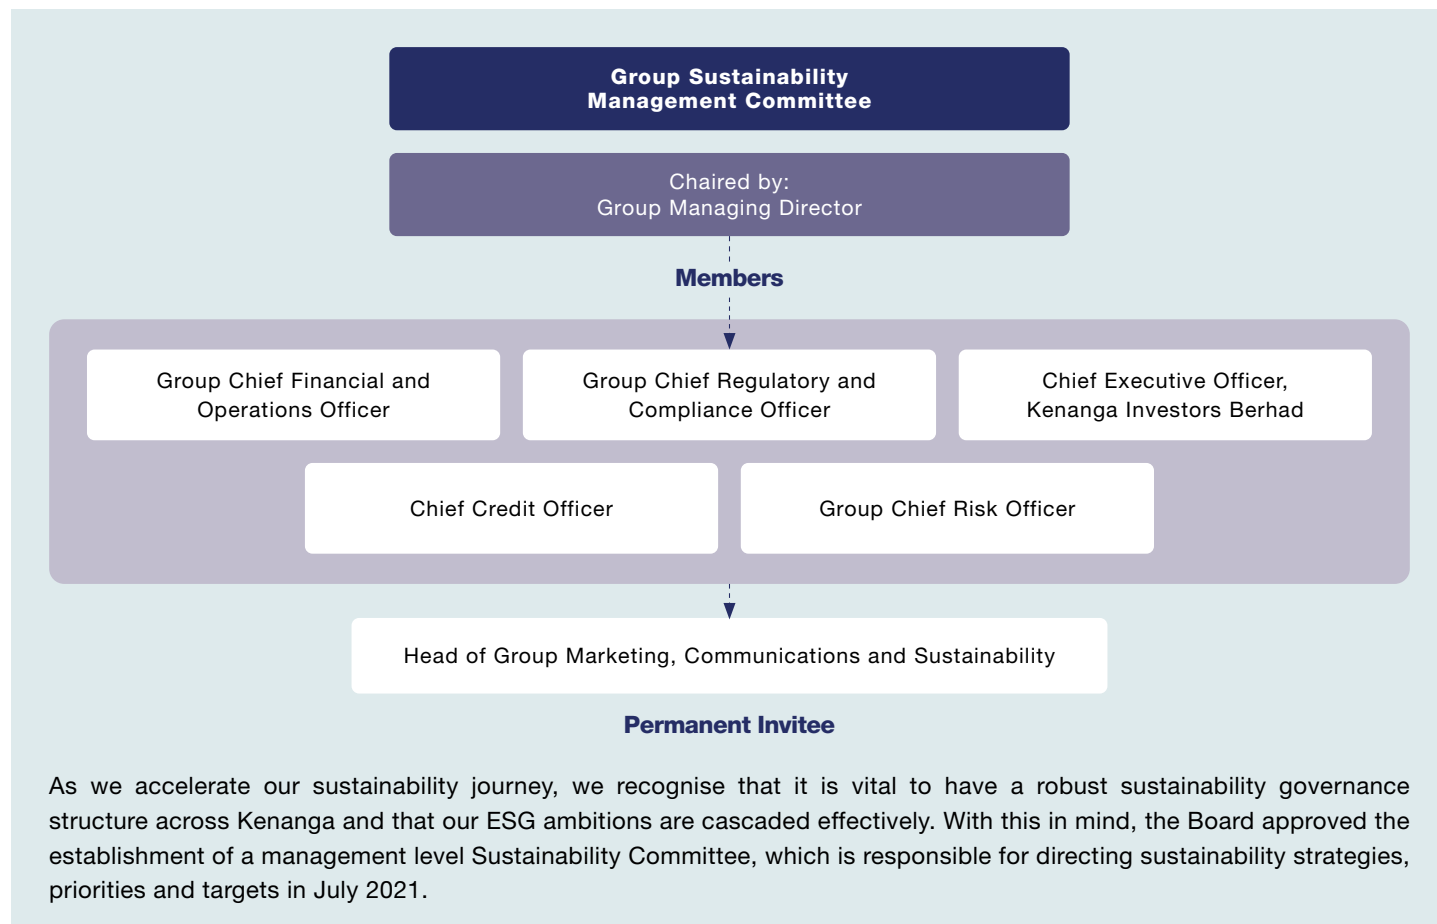 Group Sustainability
Management Committee
Chaired by:
Group Managing Director
Members
Group Chief Financial and
Operations Officer
Group Chief Regulatory and
Compliance Officer
Chief Executive Officer,
Kenanga Investors Berhad
Chief Credit Officer
Group Chief Risk Officer
Head of Group Marketing, Communications and Sustainability
Permanent Invitee
As we accelerate our sustainability journey, we recognise that it is vital to have a robust sustainability governance
structure across Kenanga and that our ESG ambitions are cascaded effectively. With this in mind, the Board approved the
establishment of a management level Sustainability Committee, which is responsible for directing sustainability strategies,
priorities and targets in July 2021.